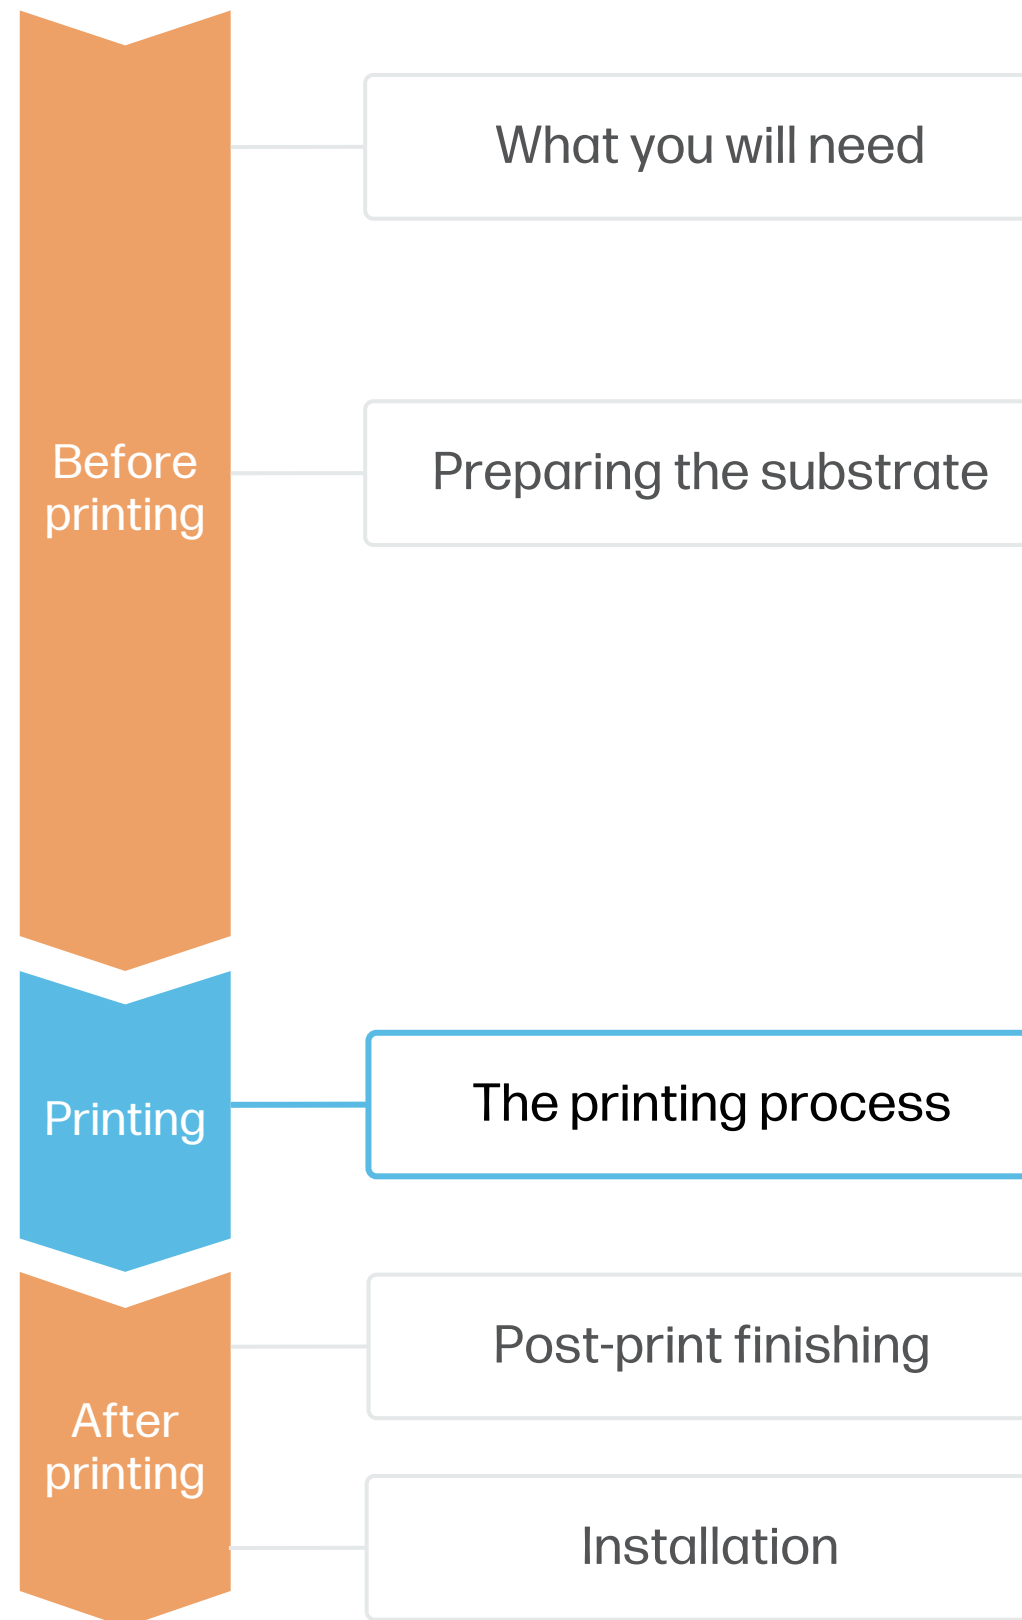 What you will need
Before
printing
Preparing the substrate
Printing
The printing process
After
printing
Post-print finishing
Installation